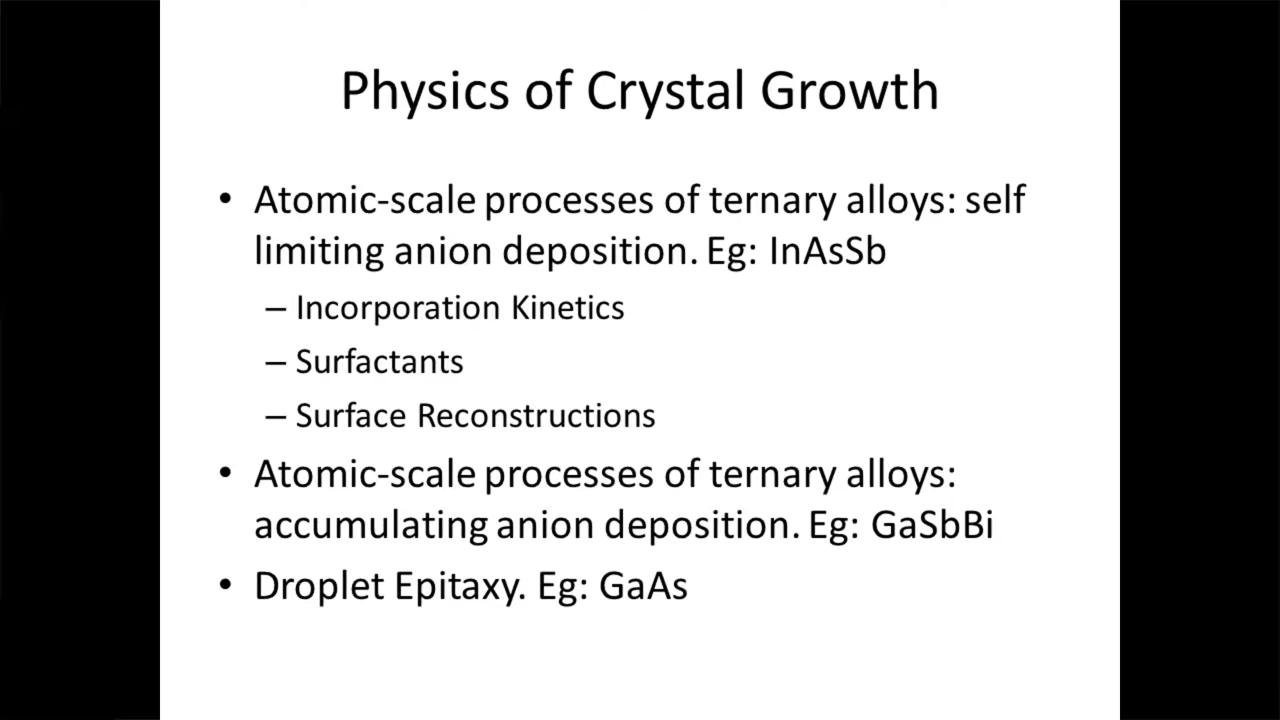 Physics of Crystal Growth
• Atomic-scale processes of ternary alloys: self
limiting anion deposition. Eg: InAsSb
– Incorporation Kinetics
– Surfactants
– Surface Reconstructions
• Atomic-scale processes of ternary alloys:
accumulating anion deposition. Eg: GaSbBi
• Droplet Epitaxy. Eg: GaAs